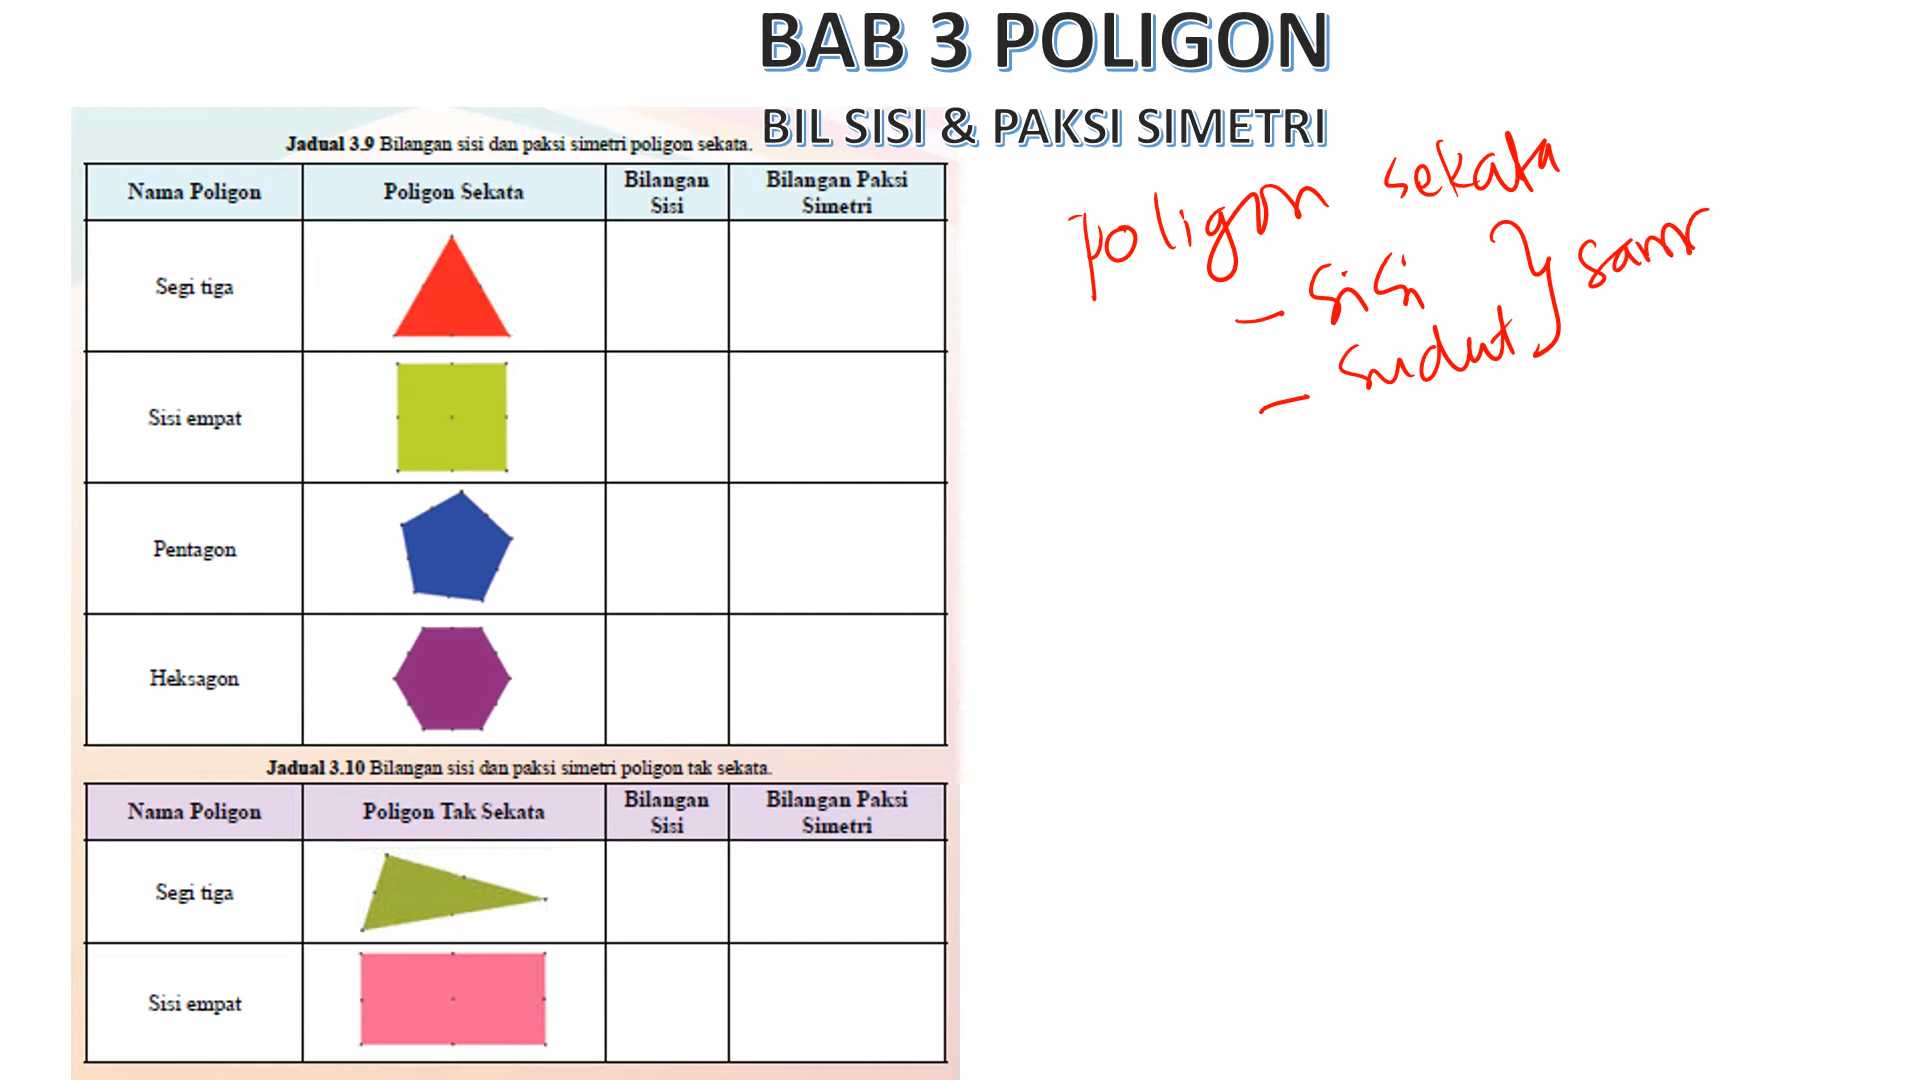 BAB 3 POLIGON
BIL SISI & PAKSI SIMETRI
Jadual 3.9 Bilangan sisi dan paksi simetri poligon sekata.
Nama Poligon
Poligon Sekata
Bilangan Sisi
Bilangan Paksi Simetri
Segi tiga
Sisi empat
Pentagon
Heksagon
Jadual 3.10 Bilangan sisi dan paksi simetri poligon tak sekata.
Nama Poligon
Poligon Tak Sekata
Bilangan Sisi
Bilangan Paksi Simetri
Segi tiga
Sisi empat
poligon sekata
- sisi
- sudut
sama